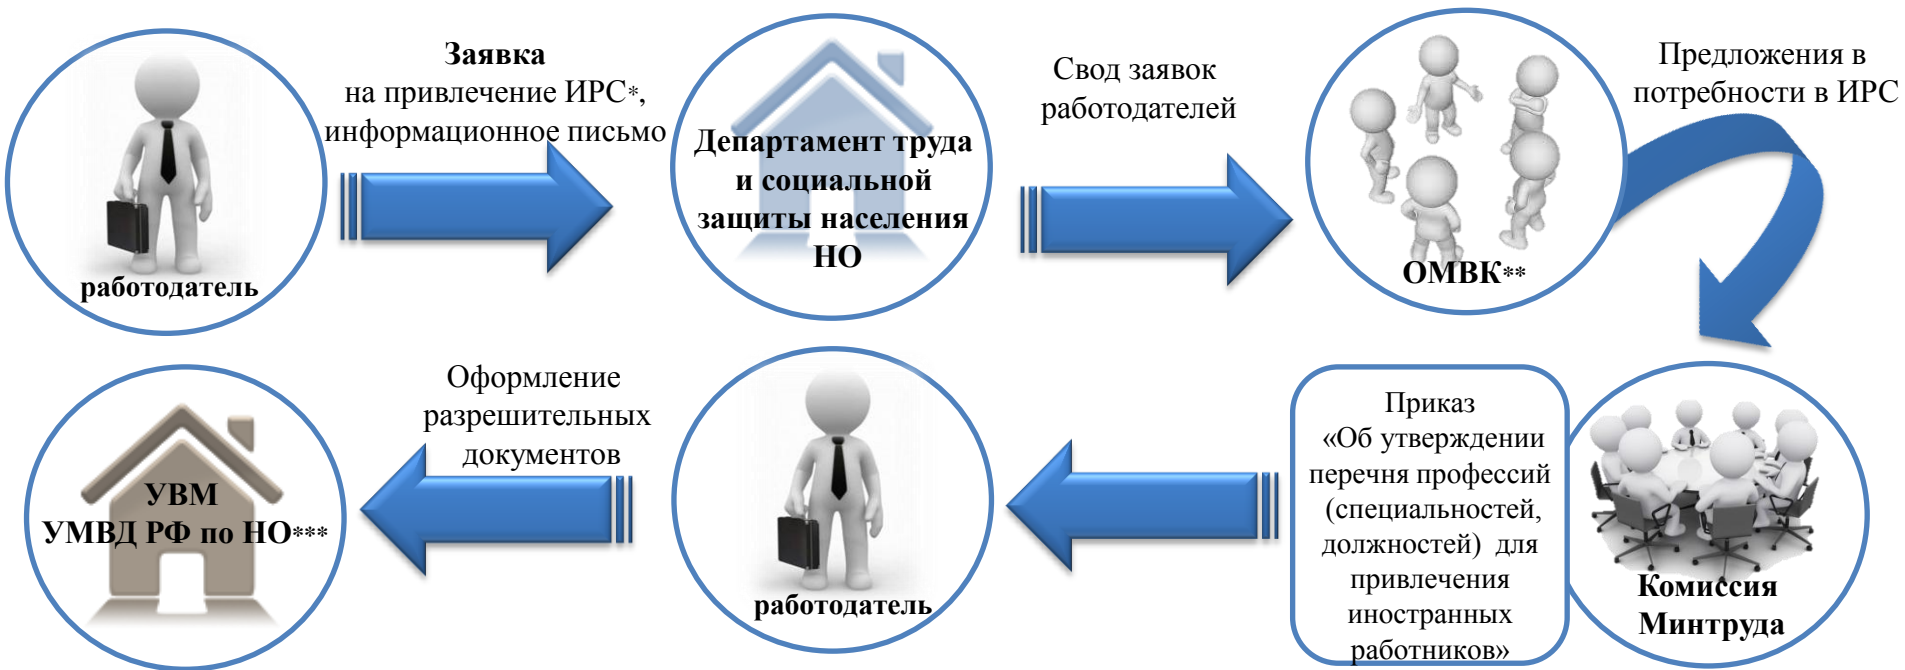 Заявка
на привлечение ИРС*,
информационное письмо
работодатель
Департамент труда
и социальной
защиты населения
НО
Свод заявок
работодателей
ОМВК**
Предложения в
потребности в ИРС
Комиссия
Минтруда
Приказ
«Об утверждении
перечня профессий
(специальностей,
должностей) для
привлечения
иностранных
работников»
работодатель
Оформление
разрешительных
документов
УВМ
УМВД РФ по НО***